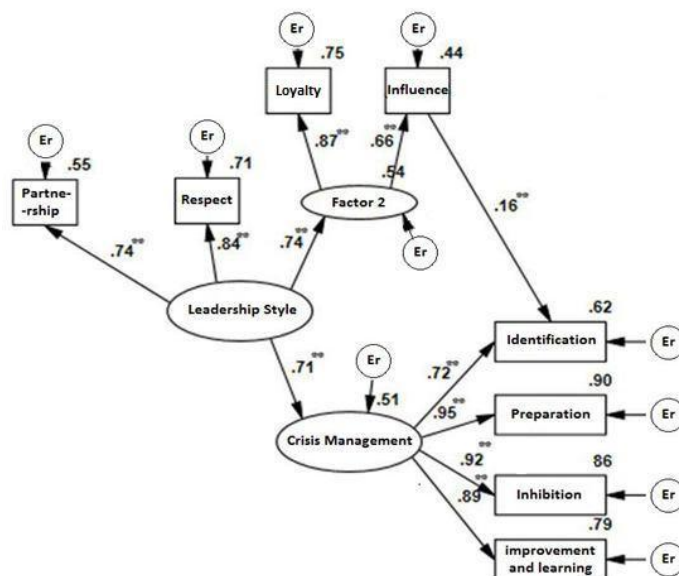 Er
.75
Er
.44
Loyalty
Influence
Er
.55
Er
.71
.87**
.66**
.54
Partne-
-rship
Respect
Factor 2
.16**
.74**
.84**
.74**
Er
Leadership Style
.62
Identification
Er
.71**
Er
.72**
.51
.90
.95**
Preparation
Er
Crisis Management
.92**
86
.89**
Inhibition
Er
.79
improvement
and learning
Er